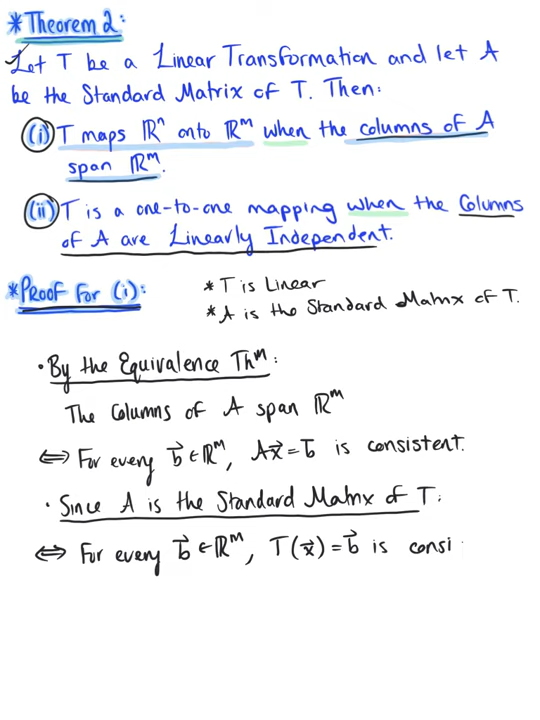 *Theorem 2:
Let T be a Linear Transformation and let A
be the Standard Matrix of T. Then:
(i) T maps ℝⁿ onto ℝᵐ when the columns of A
span ℝᵐ.
(ii) T is a one-to-one mapping when the Columns
of A are Linearly Independent.
*Proof For (i):
* T is Linear
* A is the Standard Matrix of T.
• By the Equivalence Thᵐ:
The Columns of A span ℝᵐ
⟺ For every b⃗ ∈ ℝᵐ, Ax⃗ = b⃗ is consistent.
• Since A is the Standard Matrix of T:
⟺ For every b⃗ ∈ ℝᵐ, T(x⃗) = b⃗ is consi